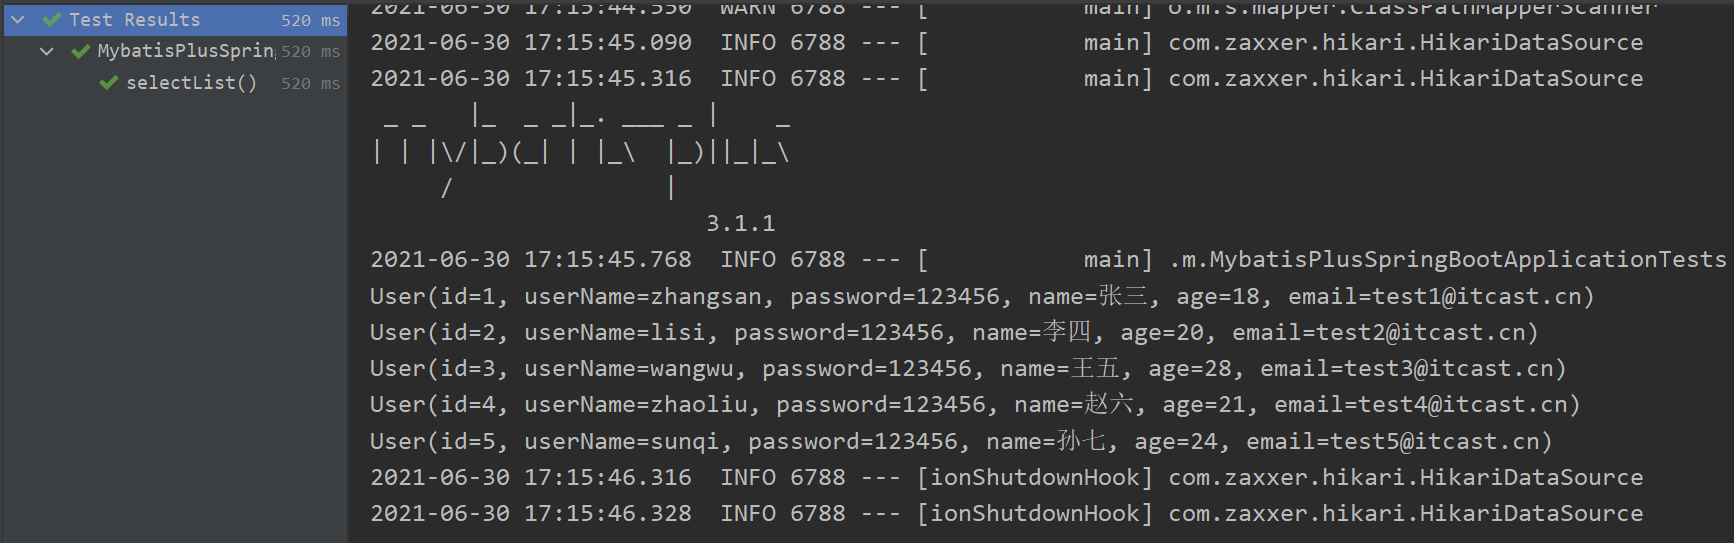 Test Results 520 ms
MybatisPlusSprin 520 ms
selectList() 520 ms
2021-06-30 17:15:44.550  WARN 6788 --- [           main] o.m.s.mapper.ClassPathMapperScanner
2021-06-30 17:15:45.090  INFO 6788 --- [           main] com.zaxxer.hikari.HikariDataSource
2021-06-30 17:15:45.316  INFO 6788 --- [           main] com.zaxxer.hikari.HikariDataSource
 _ _   |_  _ _|_. ___ _ |    _
| | |\/|_)(_| | |_\  |_)||_|_\
     /               |
                        3.1.1
2021-06-30 17:15:45.768  INFO 6788 --- [           main] .m.MybatisPlusSpringBootApplicationTests
User(id=1, userName=zhangsan, password=123456, name=张三, age=18, email=test1@itcast.cn)
User(id=2, userName=lisi, password=123456, name=李四, age=20, email=test2@itcast.cn)
User(id=3, userName=wangwu, password=123456, name=王五, age=28, email=test3@itcast.cn)
User(id=4, userName=zhaoliu, password=123456, name=赵六, age=21, email=test4@itcast.cn)
User(id=5, userName=sunqi, password=123456, name=孙七, age=24, email=test5@itcast.cn)
2021-06-30 17:15:46.316  INFO 6788 --- [ionShutdownHook] com.zaxxer.hikari.HikariDataSource
2021-06-30 17:15:46.328  INFO 6788 --- [ionShutdownHook] com.zaxxer.hikari.HikariDataSource